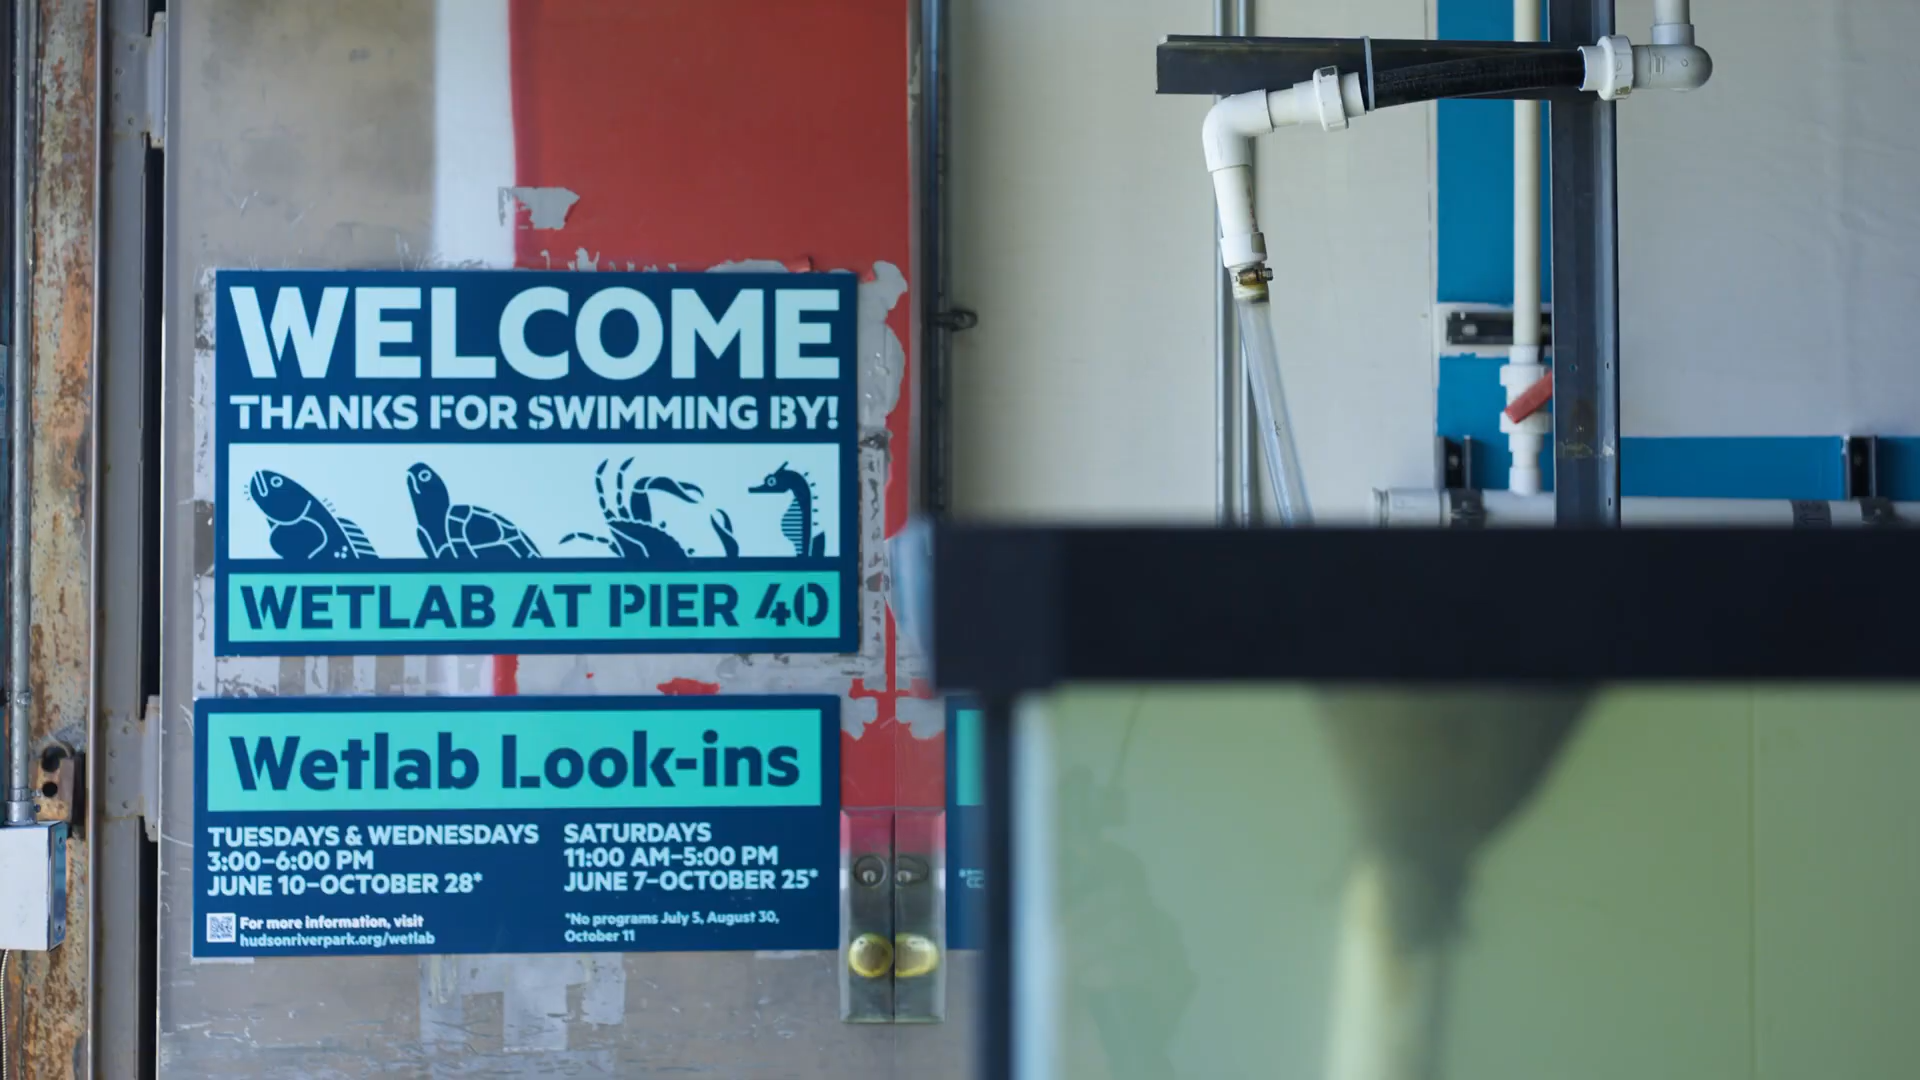 WELCOME
THANKS FOR SWIMMING BY!
WETLAB AT PIER 40
Wetlab Look-ins
TUESDAYS & WEDNESDAYS
3:00–6:00 PM
JUNE 10–OCTOBER 28*
For more information, visit
hudsonriverpark.org/wetlab
SATURDAYS
11:00 AM–5:00 PM
JUNE 7–OCTOBER 25*
*No programs July 5, August 30,
October 11